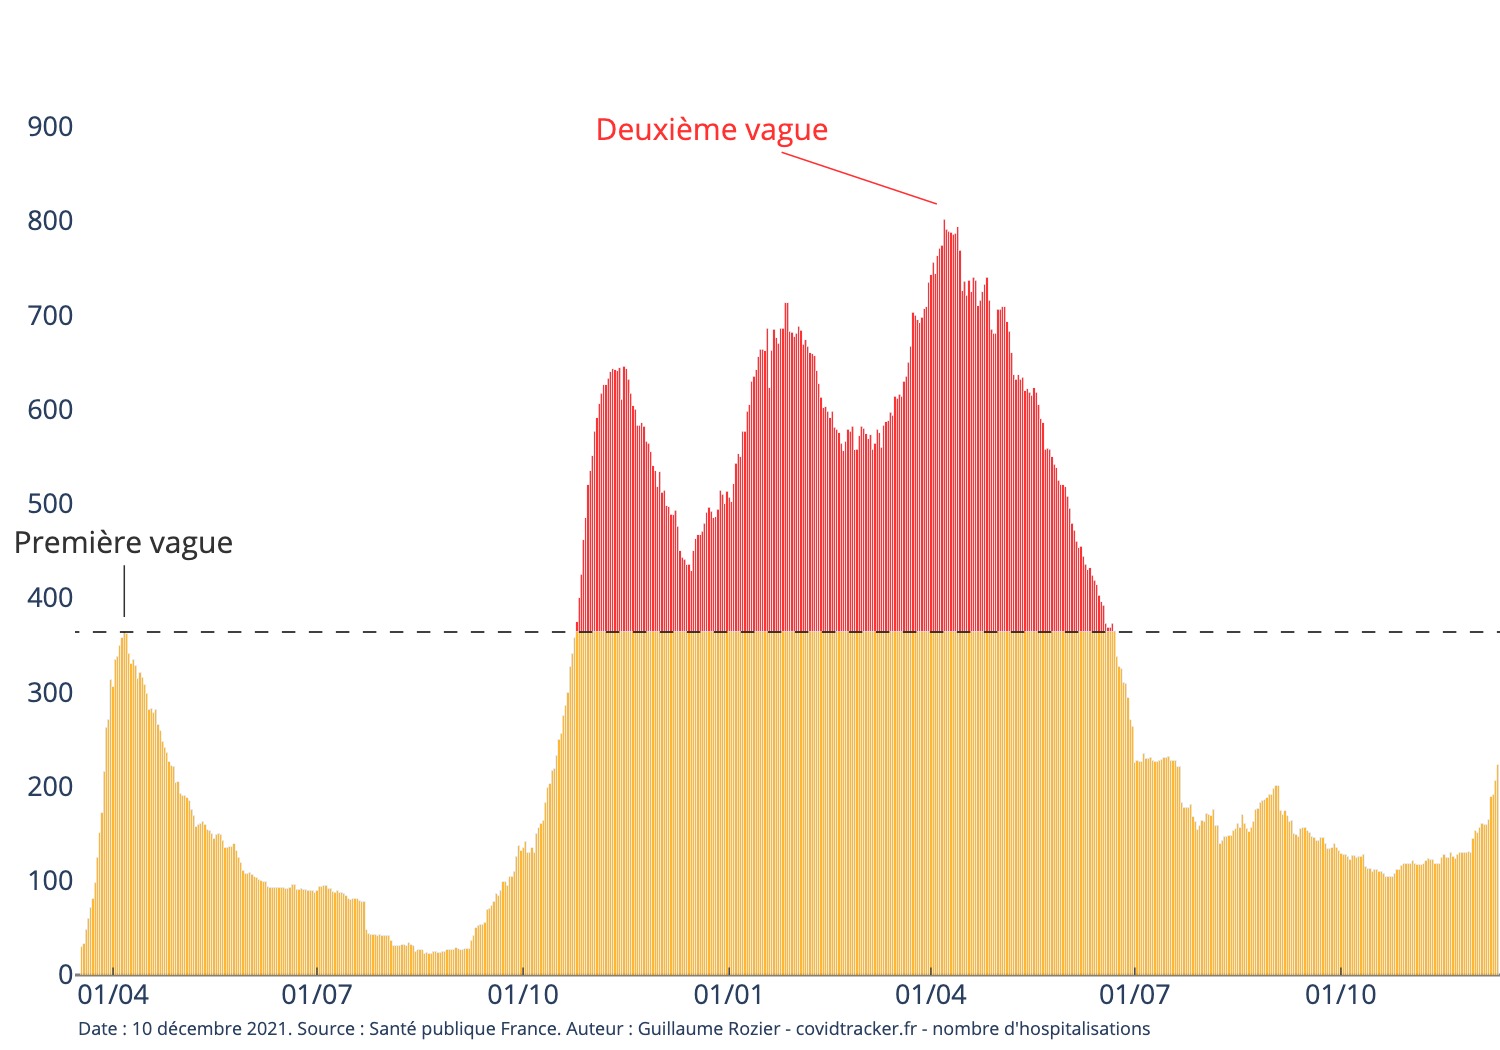 900
Deuxième vague
800
700
600
500
Première vague
400
300
200
100
0
01/04 01/07 01/10 01/01 01/04 01/07 01/10
Date : 10 décembre 2021. Source : Santé publique France. Auteur : Guillaume Rozier - covidtracker.fr - nombre d'hospitalisations